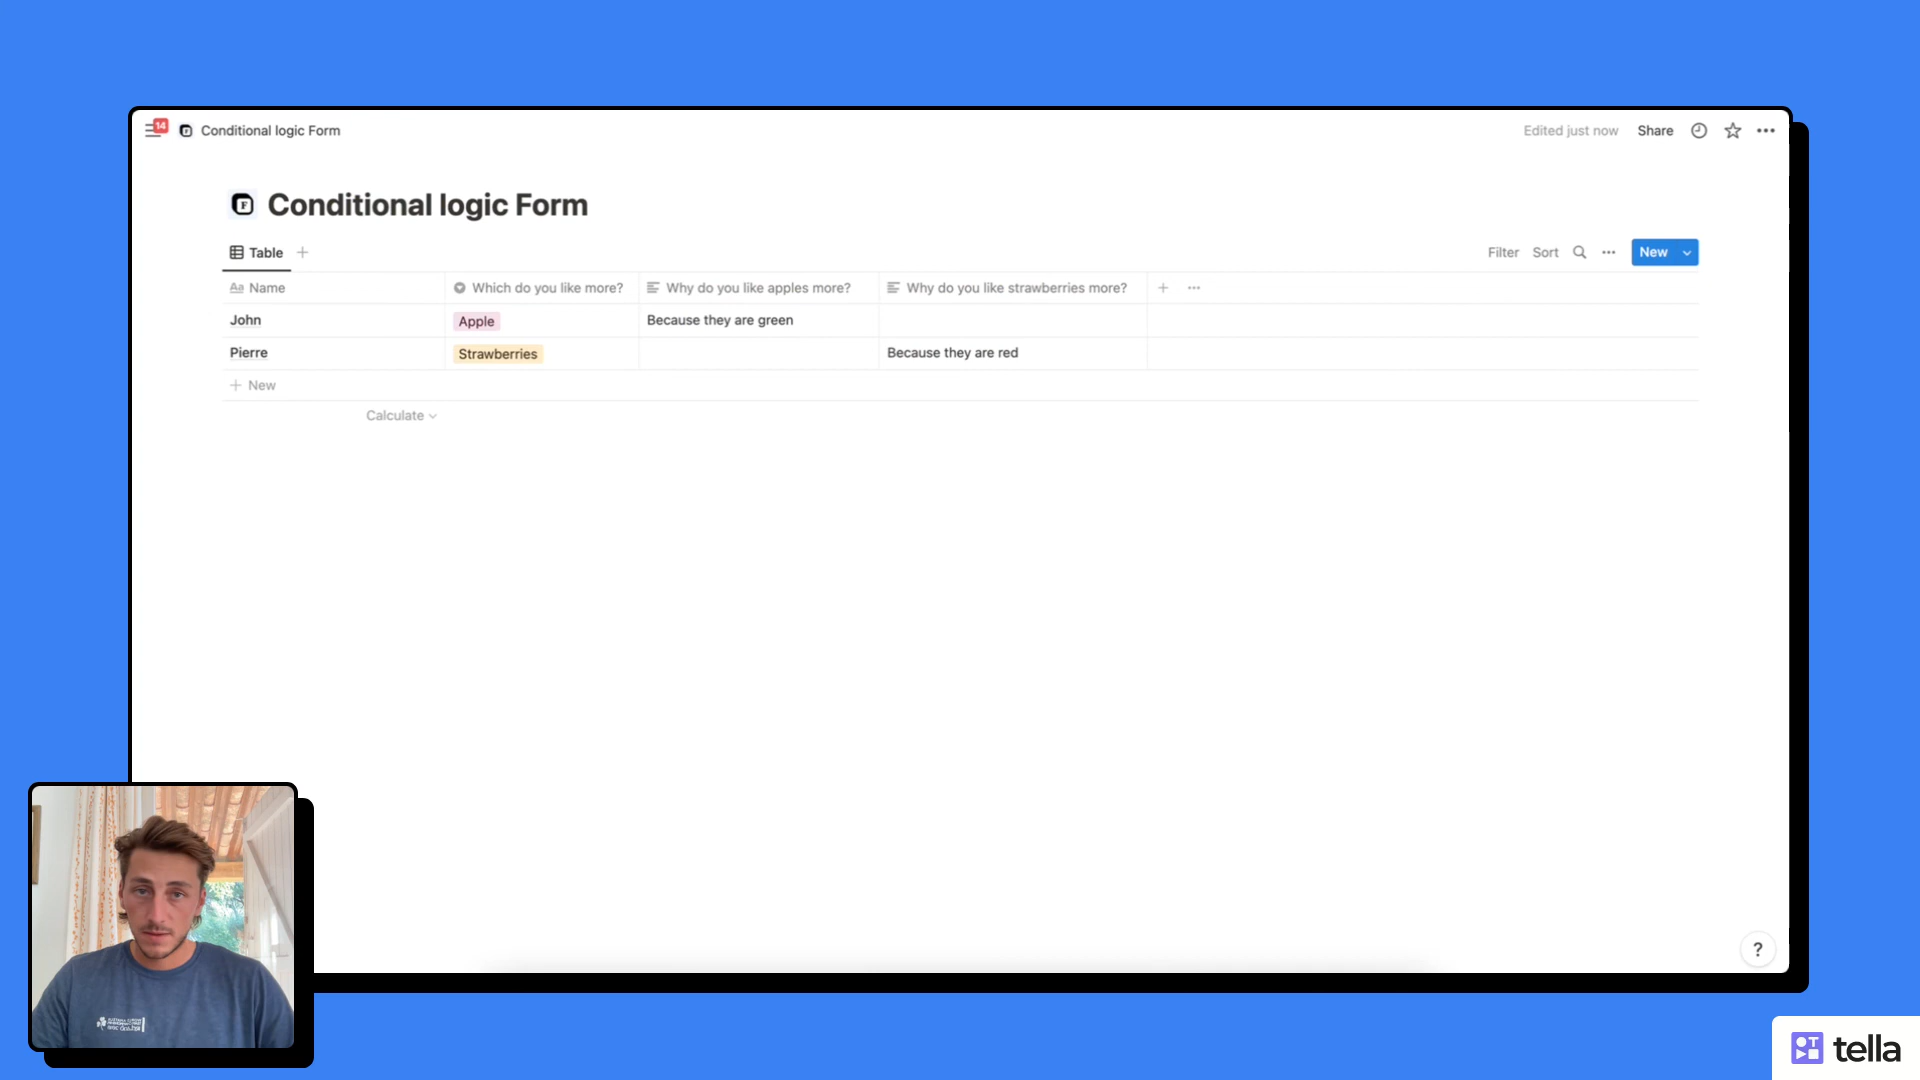 14
Conditional logic Form
Edited just now
Share
F
Conditional logic Form
Table
Filter
Sort
New
Aa Name
Which do you like more?
Why do you like apples more?
Why do you like strawberries more?
John
Apple
Because they are green
Pierre
Strawberries
Because they are red
New
Calculate
?
tella